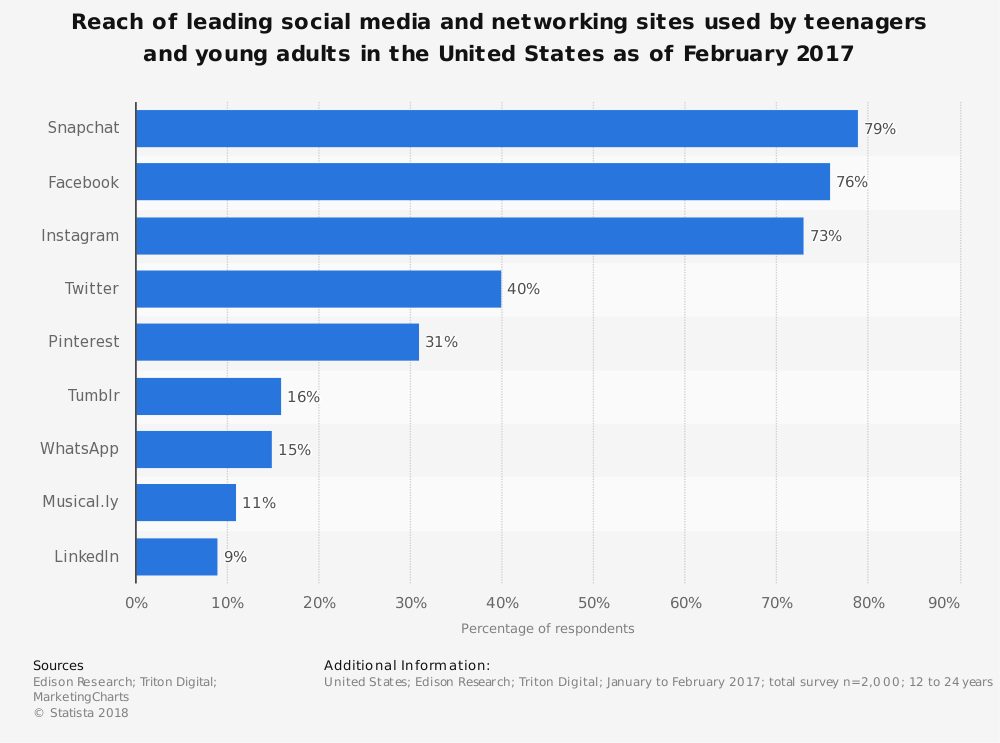 Reach of leading social media and networking sites used by teenagers
and young adults in the United States as of February 2017
Snapchat 79%
Facebook 76%
Instagram 73%
Twitter 40%
Pinterest 31%
Tumblr 16%
WhatsApp 15%
Musical.ly 11%
LinkedIn 9%
0% 10% 20% 30% 40% 50% 60% 70% 80% 90%
Percentage of respondents
Sources
Edison Research; Triton Digital;
MarketingCharts
© Statista 2018
Additional Information:
United States; Edison Research; Triton Digital; January to February 2017; total survey n=2,000; 12 to 24 years